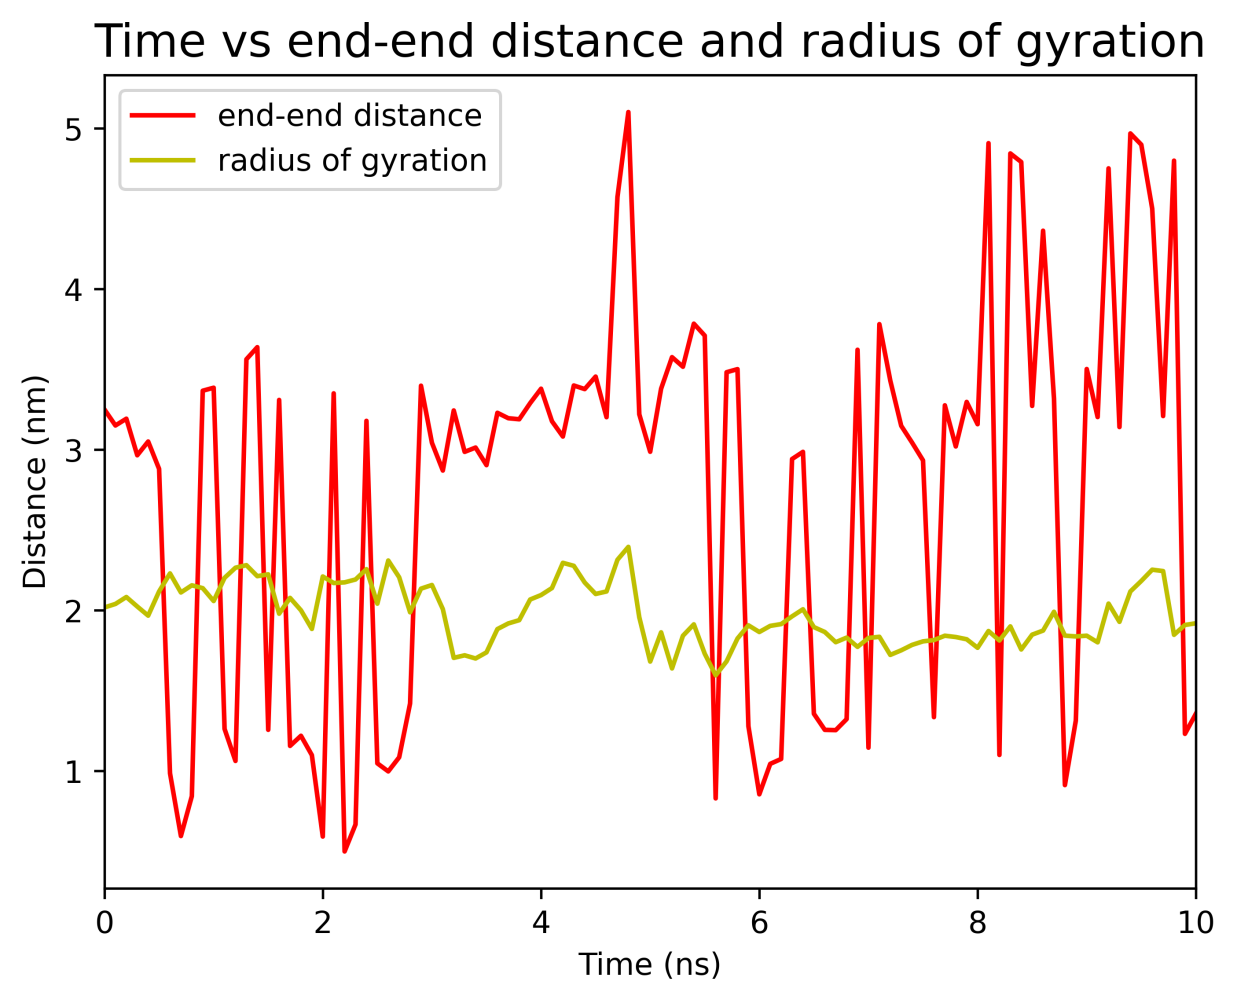 Time vs end-end distance and radius of gyration
end-end distance
radius of gyration
5
4
3
2
1
Distance (nm)
0 2 4 6 8 10
Time (ns)